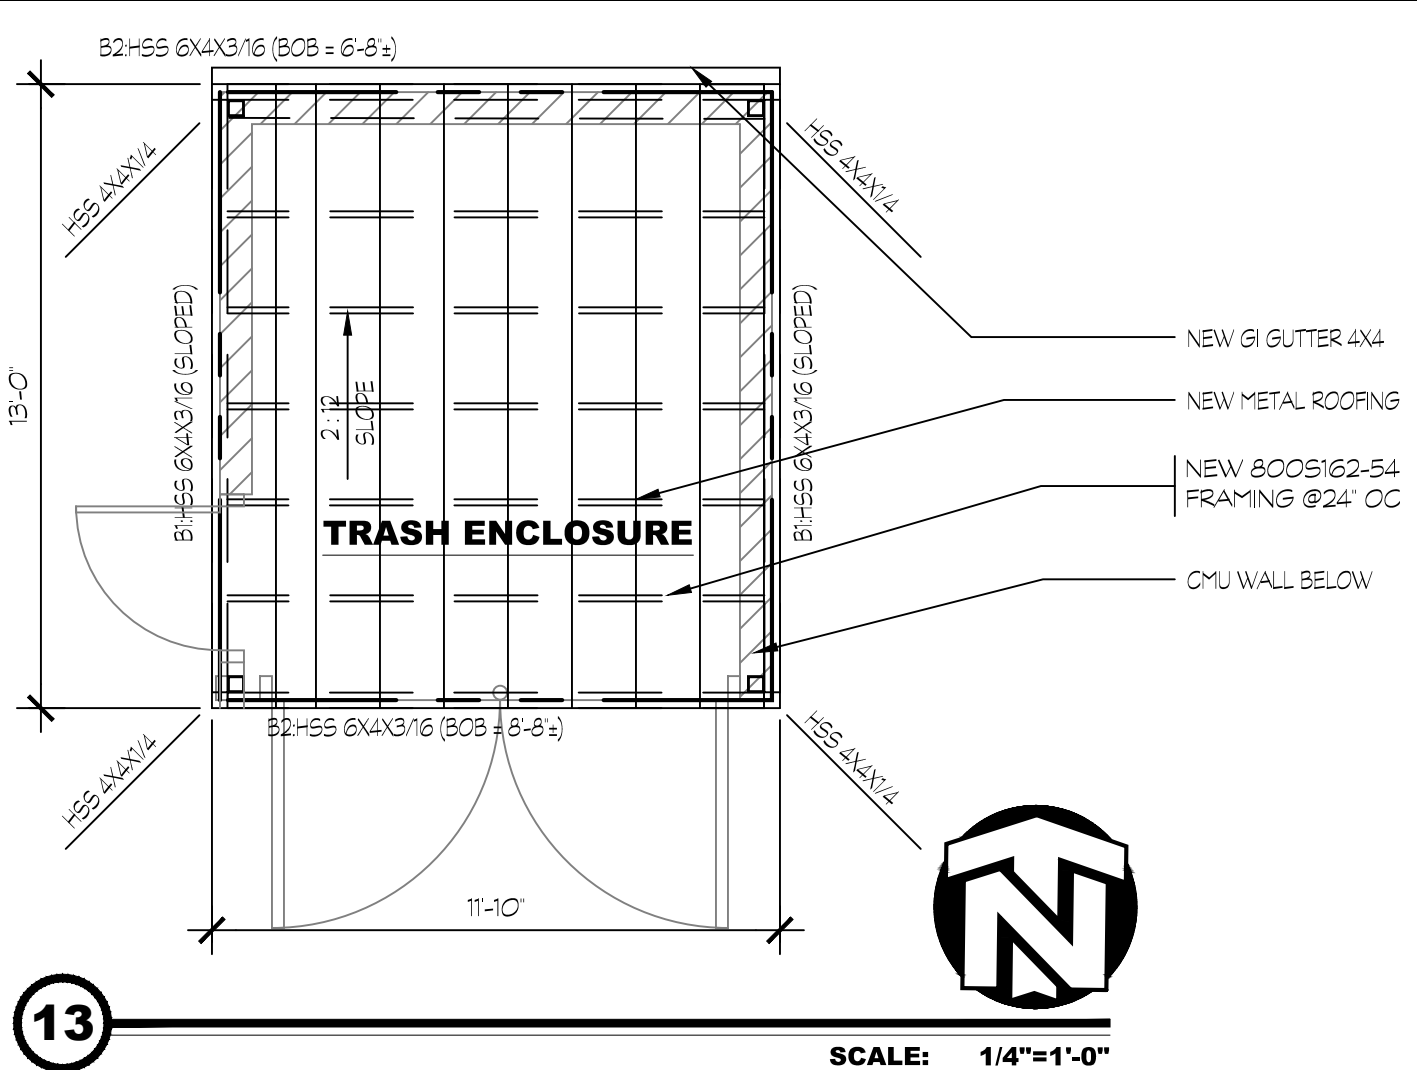 B2:HSS 6X4X3/16 (BOB = 6'-8"±)
HSS 4X4X1/4
HSS 4X4X1/4
13'-0"
B1:HSS 6X4X3/16 (SLOPED)
2 : 12
SLOPE
B1:HSS 6X4X3/16 (SLOPED)
NEW GI GUTTER 4X4
NEW METAL ROOFING
NEW 800S162-54
FRAMING @24" OC
TRASH ENCLOSURE
CMU WALL BELOW
B2:HSS 6X4X3/16 (BOB = 8'-8"±)
HSS 4X4X1/4
HSS 4X4X1/4
11'-10"
N
13
SCALE: 1/4"=1'-0"